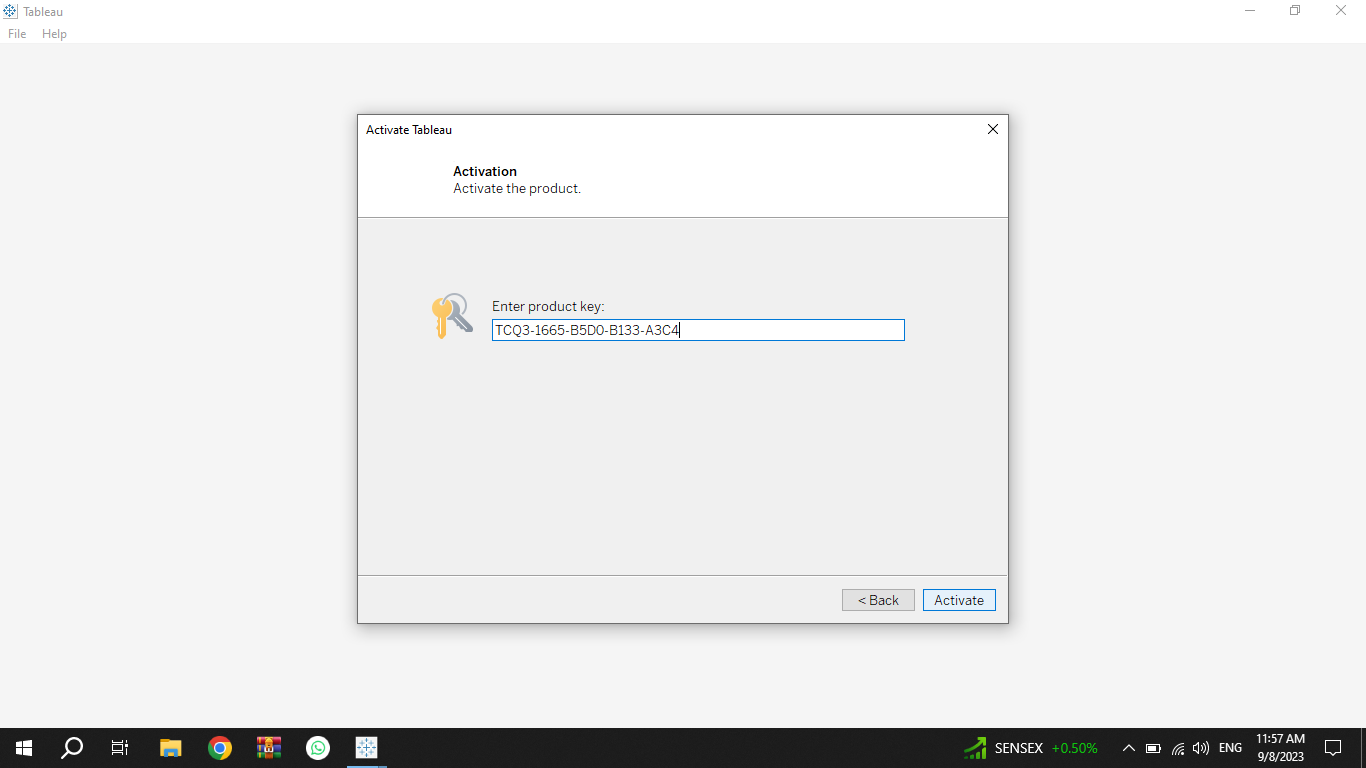 Tableau
File Help
Activate Tableau
Activation
Activate the product.
Enter product key:
TCQ3-1665-B5D0-B133-A3C4
< Back Activate
SENSEX +0.50% ENG 11:57 AM
9/8/2023